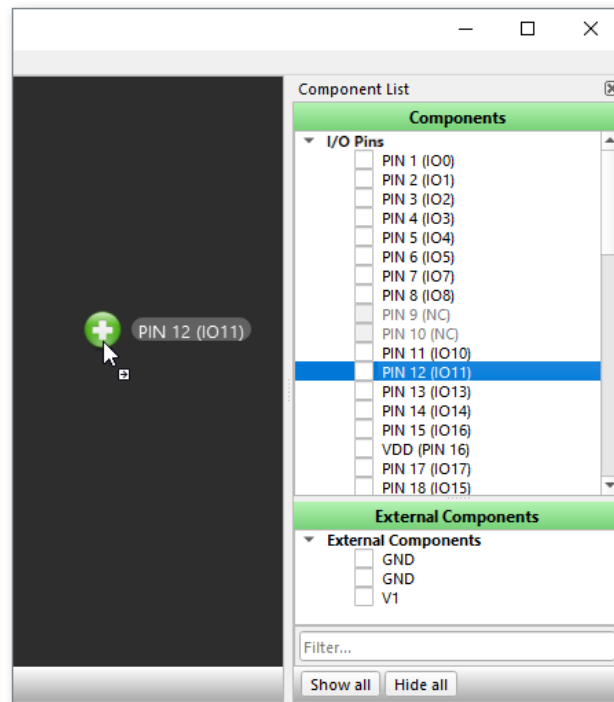 Component List
Components
I/O Pins
PIN 1 (IO0)
PIN 2 (IO1)
PIN 3 (IO2)
PIN 4 (IO3)
PIN 5 (IO4)
PIN 6 (IO5)
PIN 7 (IO7)
PIN 8 (IO8)
PIN 9 (NC)
PIN 10 (NC)
PIN 11 (IO10)
PIN 12 (IO11)
PIN 12 (IO11)
PIN 13 (IO13)
PIN 14 (IO14)
PIN 15 (IO16)
VDD (PIN 16)
PIN 17 (IO17)
PIN 18 (IO15)
External Components
External Components
GND
GND
V1
Filter...
Show all Hide all